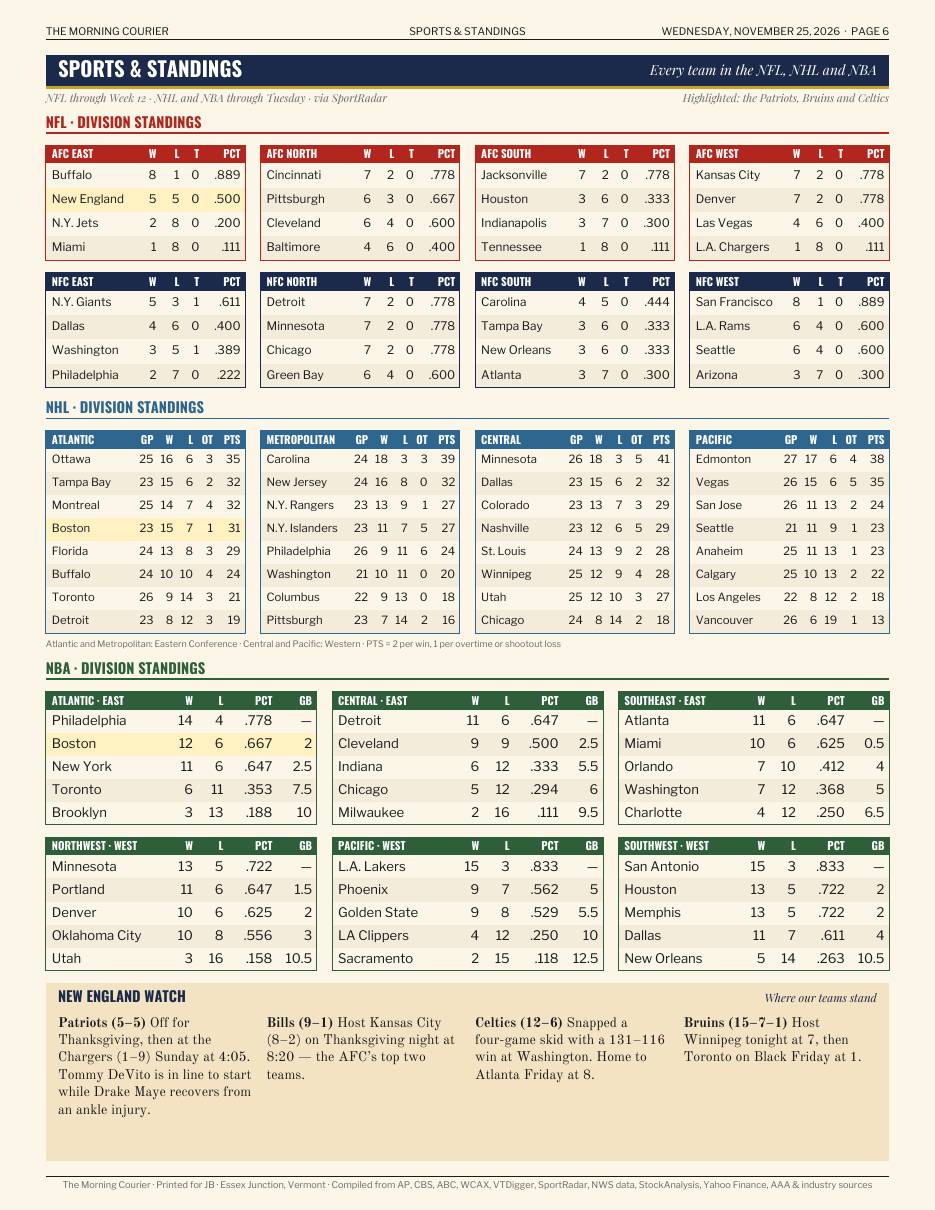 THE MORNING COURIER SPORTS & STANDINGS WEDNESDAY, NOVEMBER 25, 2026 · PAGE 6
SPORTS & STANDINGS Every team in the NFL, NHL and NBA
NFL through Week 12 · NHL and NBA through Tuesday · via SportRadar Highlighted: the Patriots, Bruins and Celtics
NFL · DIVISION STANDINGS
AFC EAST W L T PCT
Buffalo 8 1 0 .889
New England 5 5 0 .500
N.Y. Jets 2 8 0 .200
Miami 1 8 0 .111
AFC NORTH W L T PCT
Cincinnati 7 2 0 .778
Pittsburgh 6 3 0 .667
Cleveland 6 4 0 .600
Baltimore 4 6 0 .400
AFC SOUTH W L T PCT
Jacksonville 7 2 0 .778
Houston 3 6 0 .333
Indianapolis 3 7 0 .300
Tennessee 1 8 0 .111
AFC WEST W L T PCT
Kansas City 7 2 0 .778
Denver 7 2 0 .778
Las Vegas 4 6 0 .400
L.A. Chargers 1 8 0 .111
NFC EAST W L T PCT
N.Y. Giants 5 3 1 .611
Dallas 4 6 0 .400
Washington 3 5 1 .389
Philadelphia 2 7 0 .222
NFC NORTH W L T PCT
Detroit 7 2 0 .778
Minnesota 7 2 0 .778
Chicago 7 2 0 .778
Green Bay 6 4 0 .600
NFC SOUTH W L T PCT
Carolina 4 5 0 .444
Tampa Bay 3 6 0 .333
New Orleans 3 6 0 .333
Atlanta 3 7 0 .300
NFC WEST W L T PCT
San Francisco 8 1 0 .889
L.A. Rams 6 4 0 .600
Seattle 6 4 0 .600
Arizona 3 7 0 .300
NHL · DIVISION STANDINGS
ATLANTIC GP W L OT PTS
Ottawa 25 16 6 3 35
Tampa Bay 23 15 6 2 32
Montreal 25 14 7 4 32
Boston 23 15 7 1 31
Florida 24 13 8 3 29
Buffalo 24 10 10 4 24
Toronto 26 9 14 3 21
Detroit 23 8 12 3 19
METROPOLITAN GP W L OT PTS
Carolina 24 18 3 3 39
New Jersey 24 16 8 0 32
N.Y. Rangers 23 13 9 1 27
N.Y. Islanders 23 11 7 5 27
Philadelphia 26 9 11 6 24
Washington 21 10 11 0 20
Columbus 22 9 13 0 18
Pittsburgh 23 7 14 2 16
CENTRAL GP W L OT PTS
Minnesota 26 18 3 5 41
Dallas 23 15 6 2 32
Colorado 23 13 7 3 29
Nashville 23 12 6 5 29
St. Louis 24 13 9 2 28
Winnipeg 25 12 9 4 28
Utah 25 12 10 3 27
Chicago 24 8 14 2 18
PACIFIC GP W L OT PTS
Edmonton 27 17 6 4 38
Vegas 26 15 6 5 35
San Jose 26 11 13 2 24
Seattle 21 11 9 1 23
Anaheim 25 11 13 1 23
Calgary 25 10 13 2 22
Los Angeles 22 8 12 2 18
Vancouver 26 6 19 1 13
Atlantic and Metropolitan: Eastern Conference · Central and Pacific: Western · PTS = 2 per win, 1 per overtime or shootout loss
NBA · DIVISION STANDINGS
ATLANTIC · EAST W L PCT GB
Philadelphia 14 4 .778 —
Boston 12 6 .667 2
New York 11 6 .647 2.5
Toronto 6 11 .353 7.5
Brooklyn 3 13 .188 10
CENTRAL · EAST W L PCT GB
Detroit 11 6 .647 —
Cleveland 9 9 .500 2.5
Indiana 6 12 .333 5.5
Chicago 5 12 .294 6
Milwaukee 2 16 .111 9.5
SOUTHEAST · EAST W L PCT GB
Atlanta 11 6 .647 —
Miami 10 6 .625 0.5
Orlando 7 10 .412 4
Washington 7 12 .368 5
Charlotte 4 12 .250 6.5
NORTHWEST · WEST W L PCT GB
Minnesota 13 5 .722 —
Portland 11 6 .647 1.5
Denver 10 6 .625 2
Oklahoma City 10 8 .556 3
Utah 3 16 .158 10.5
PACIFIC · WEST W L PCT GB
L.A. Lakers 15 3 .833 —
Phoenix 9 7 .562 5
Golden State 9 8 .529 5.5
LA Clippers 4 12 .250 10
Sacramento 2 15 .118 12.5
SOUTHWEST · WEST W L PCT GB
San Antonio 15 3 .833 —
Houston 13 5 .722 2
Memphis 13 5 .722 2
Dallas 11 7 .611 4
New Orleans 5 14 .263 10.5
NEW ENGLAND WATCH Where our teams stand
Patriots (5–5) Off for
Thanksgiving, then at the
Chargers (1–9) Sunday at 4:05.
Tommy DeVito is in line to start
while Drake Maye recovers from
an ankle injury.
Bills (9–1) Host Kansas City
(8–2) on Thanksgiving night at
8:20 — the AFC's top two
teams.
Celtics (12–6) Snapped a
four-game skid with a 131–116
win at Washington. Home to
Atlanta Friday at 8.
Bruins (15–7–1) Host
Winnipeg tonight at 7, then
Toronto on Black Friday at 1.
The Morning Courier · Printed for JB · Essex Junction, Vermont · Compiled from AP, CBS, ABC, WCAX, VTDigger, SportRadar, NWS data, StockAnalysis, Yahoo Finance, AAA & industry sources